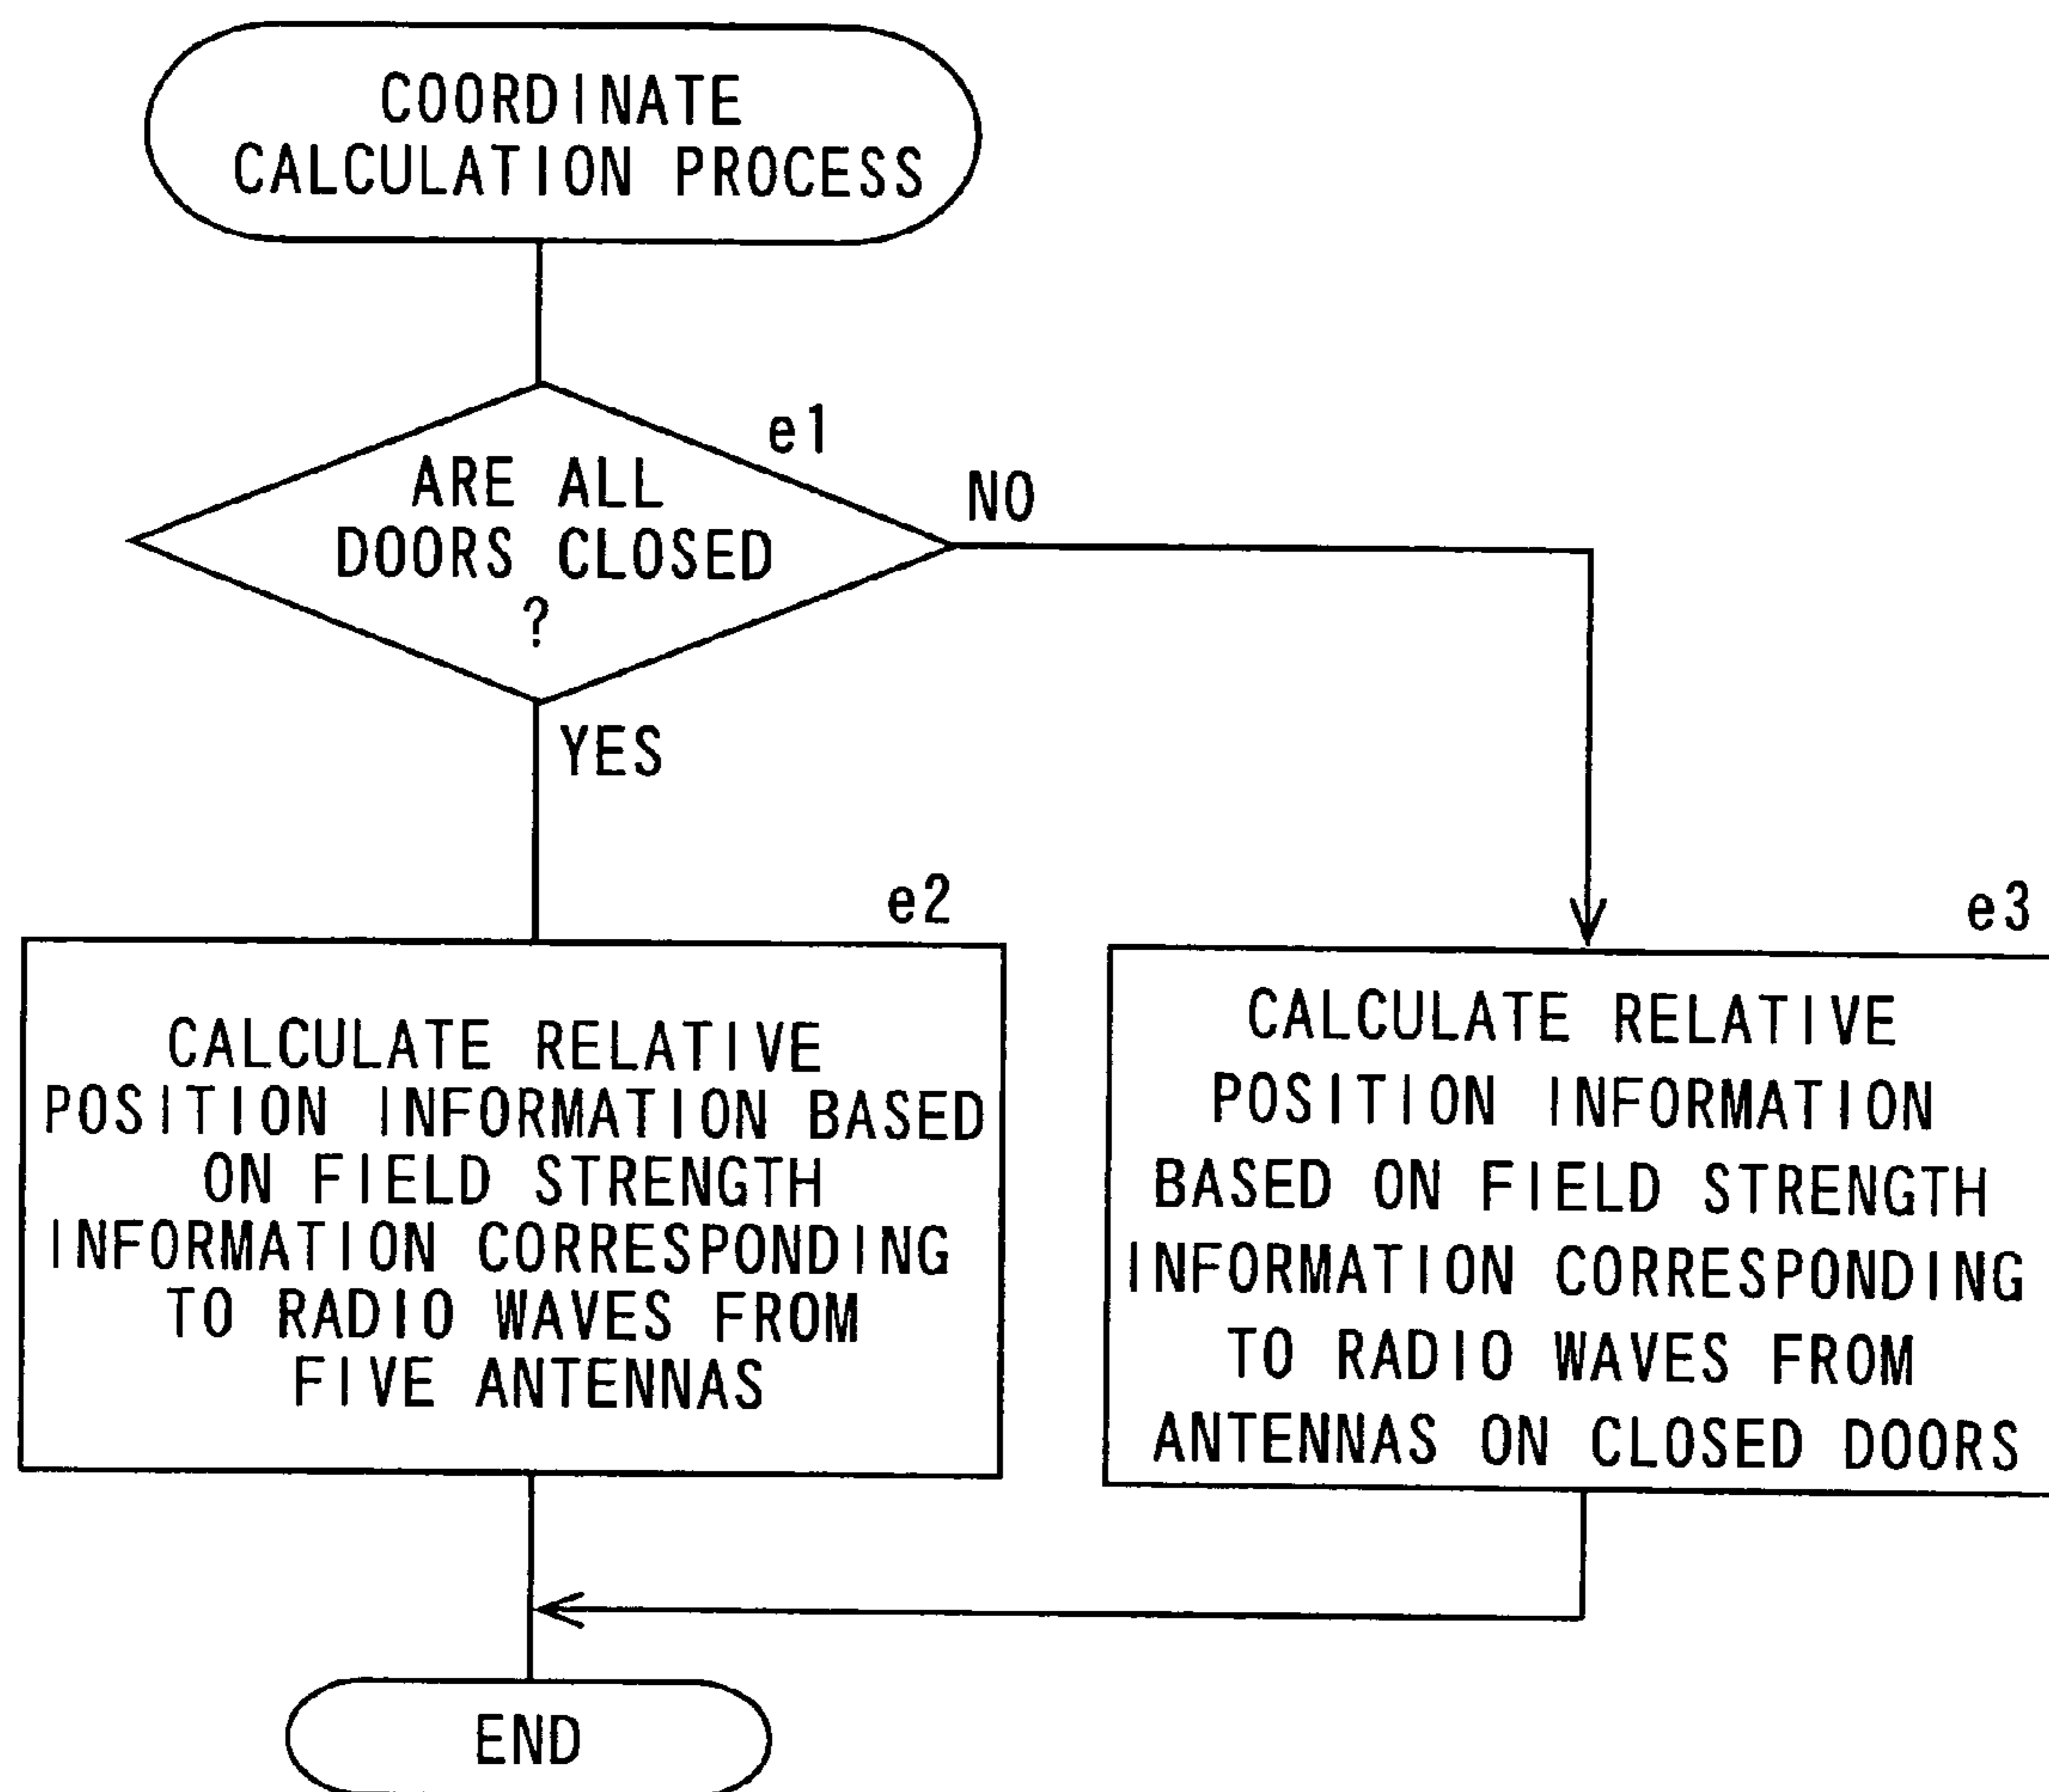 COORDINATE
CALCULATION PROCESS
e1
ARE ALL
DOORS CLOSED
?
NO
YES
e2
CALCULATE RELATIVE
POSITION INFORMATION BASED
ON FIELD STRENGTH
INFORMATION CORRESPONDING
TO RADIO WAVES FROM
FIVE ANTENNAS
e3
CALCULATE RELATIVE
POSITION INFORMATION
BASED ON FIELD STRENGTH
INFORMATION CORRESPONDING
TO RADIO WAVES FROM
ANTENNAS ON CLOSED DOORS
END